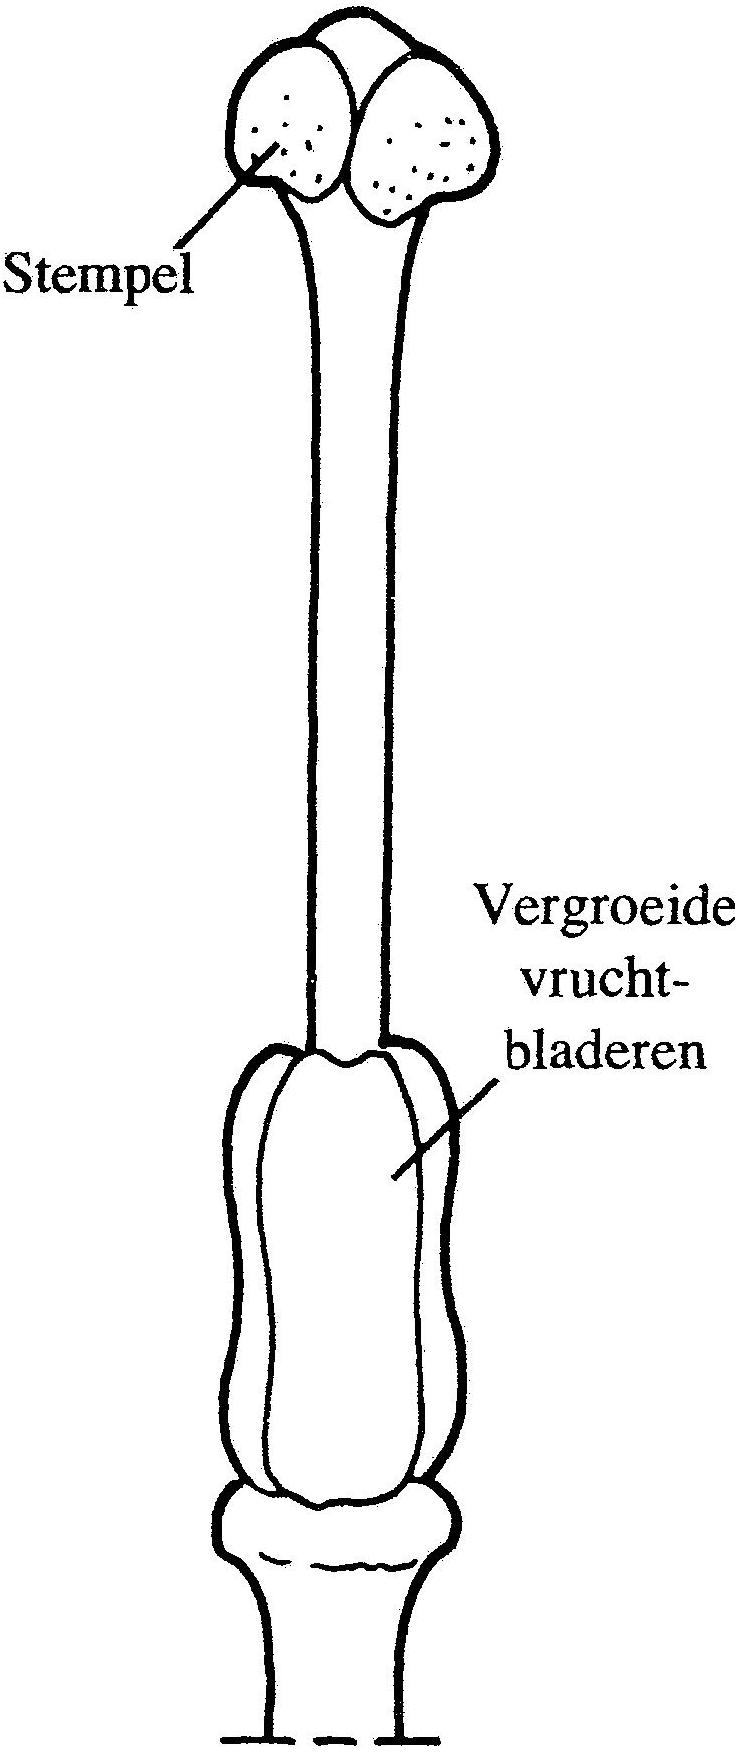 Stempel
Vergroeide
vrucht-
bladeren